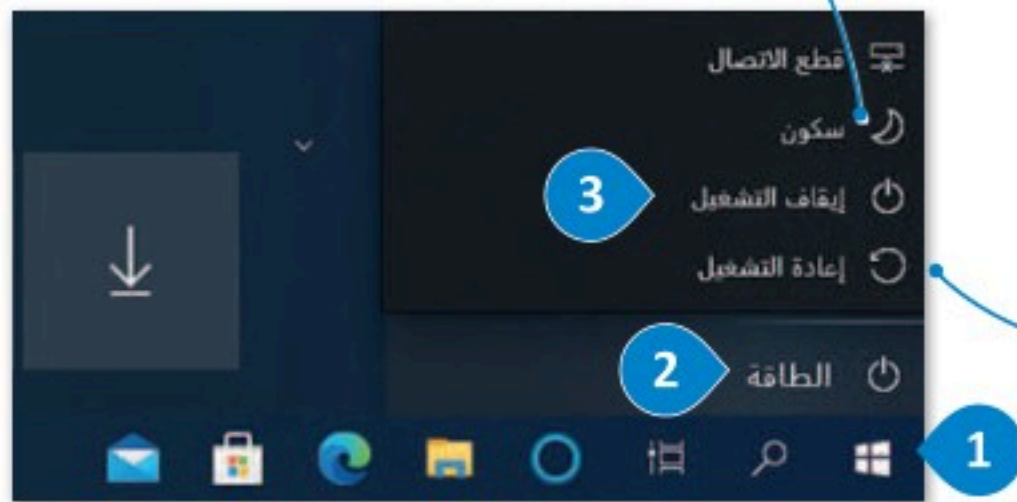 قطع الاتصال
سكون
3 إيقاف التشغيل
إعادة التشغيل
2 الطاقة
1